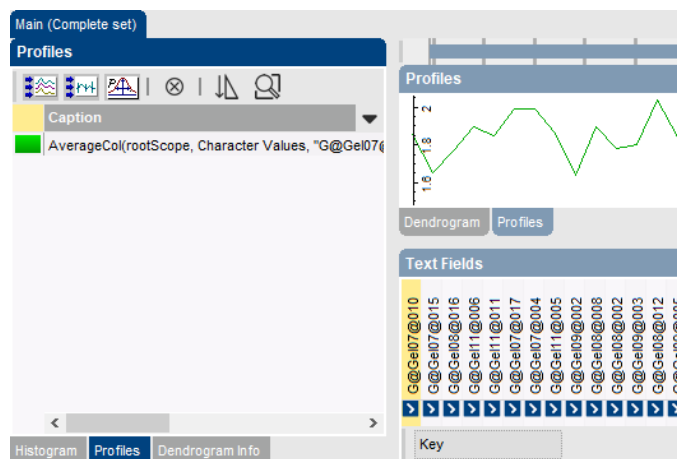 Main (Complete set)
Profiles
Caption
AverageCol(rootScope, Character Values, "G@Gel07@
Histogram
Profiles
Dendrogram Info
Profiles
2
1.8
1.6
Dendrogram
Profiles
Text Fields
G@Gel07@010
G@Gel07@015
G@Gel08@016
G@Gel11@006
G@Gel11@011
G@Gel07@017
G@Gel07@004
G@Gel11@005
G@Gel09@002
G@Gel08@008
G@Gel08@002
G@Gel09@003
G@Gel08@012
Key